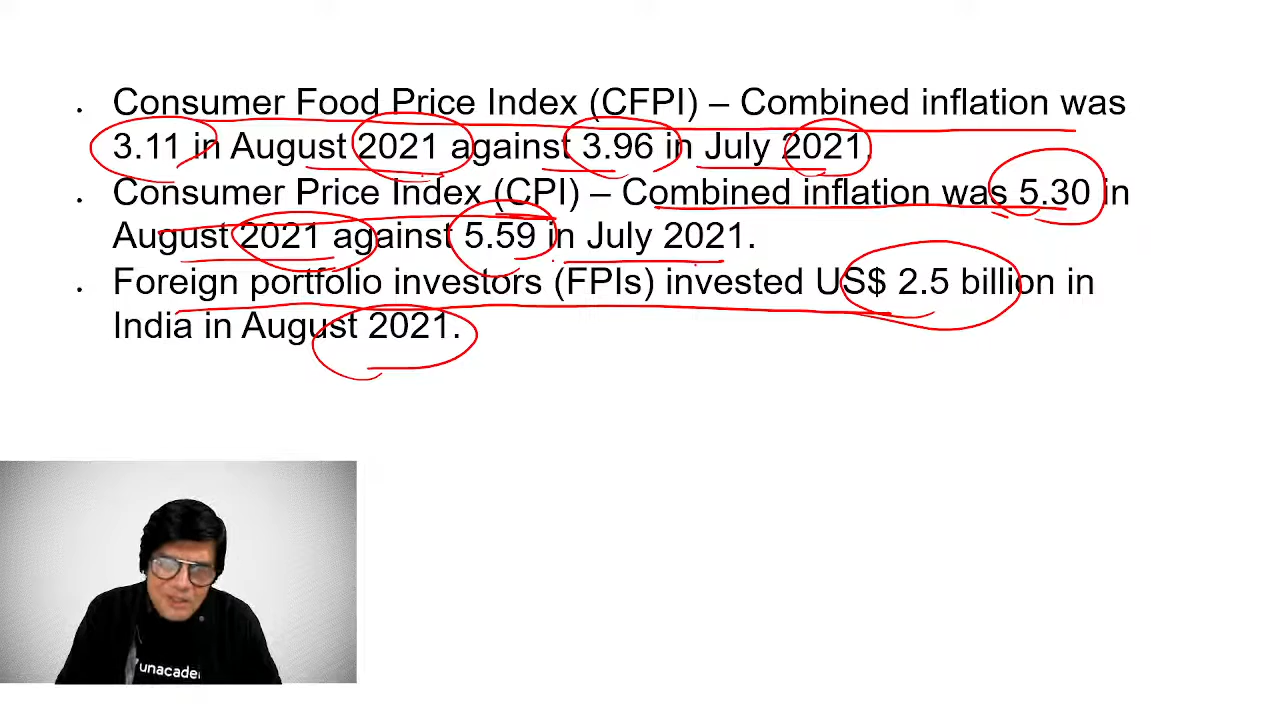 . Consumer Food Price Index (CFPI) – Combined inflation was
3.11 in August 2021 against 3.96 in July 2021.
. Consumer Price Index (CPI) – Combined inflation was 5.30 in
August 2021 against 5.59 in July 2021.
. Foreign portfolio investors (FPIs) invested US$ 2.5 billion in
India in August 2021.
unacade